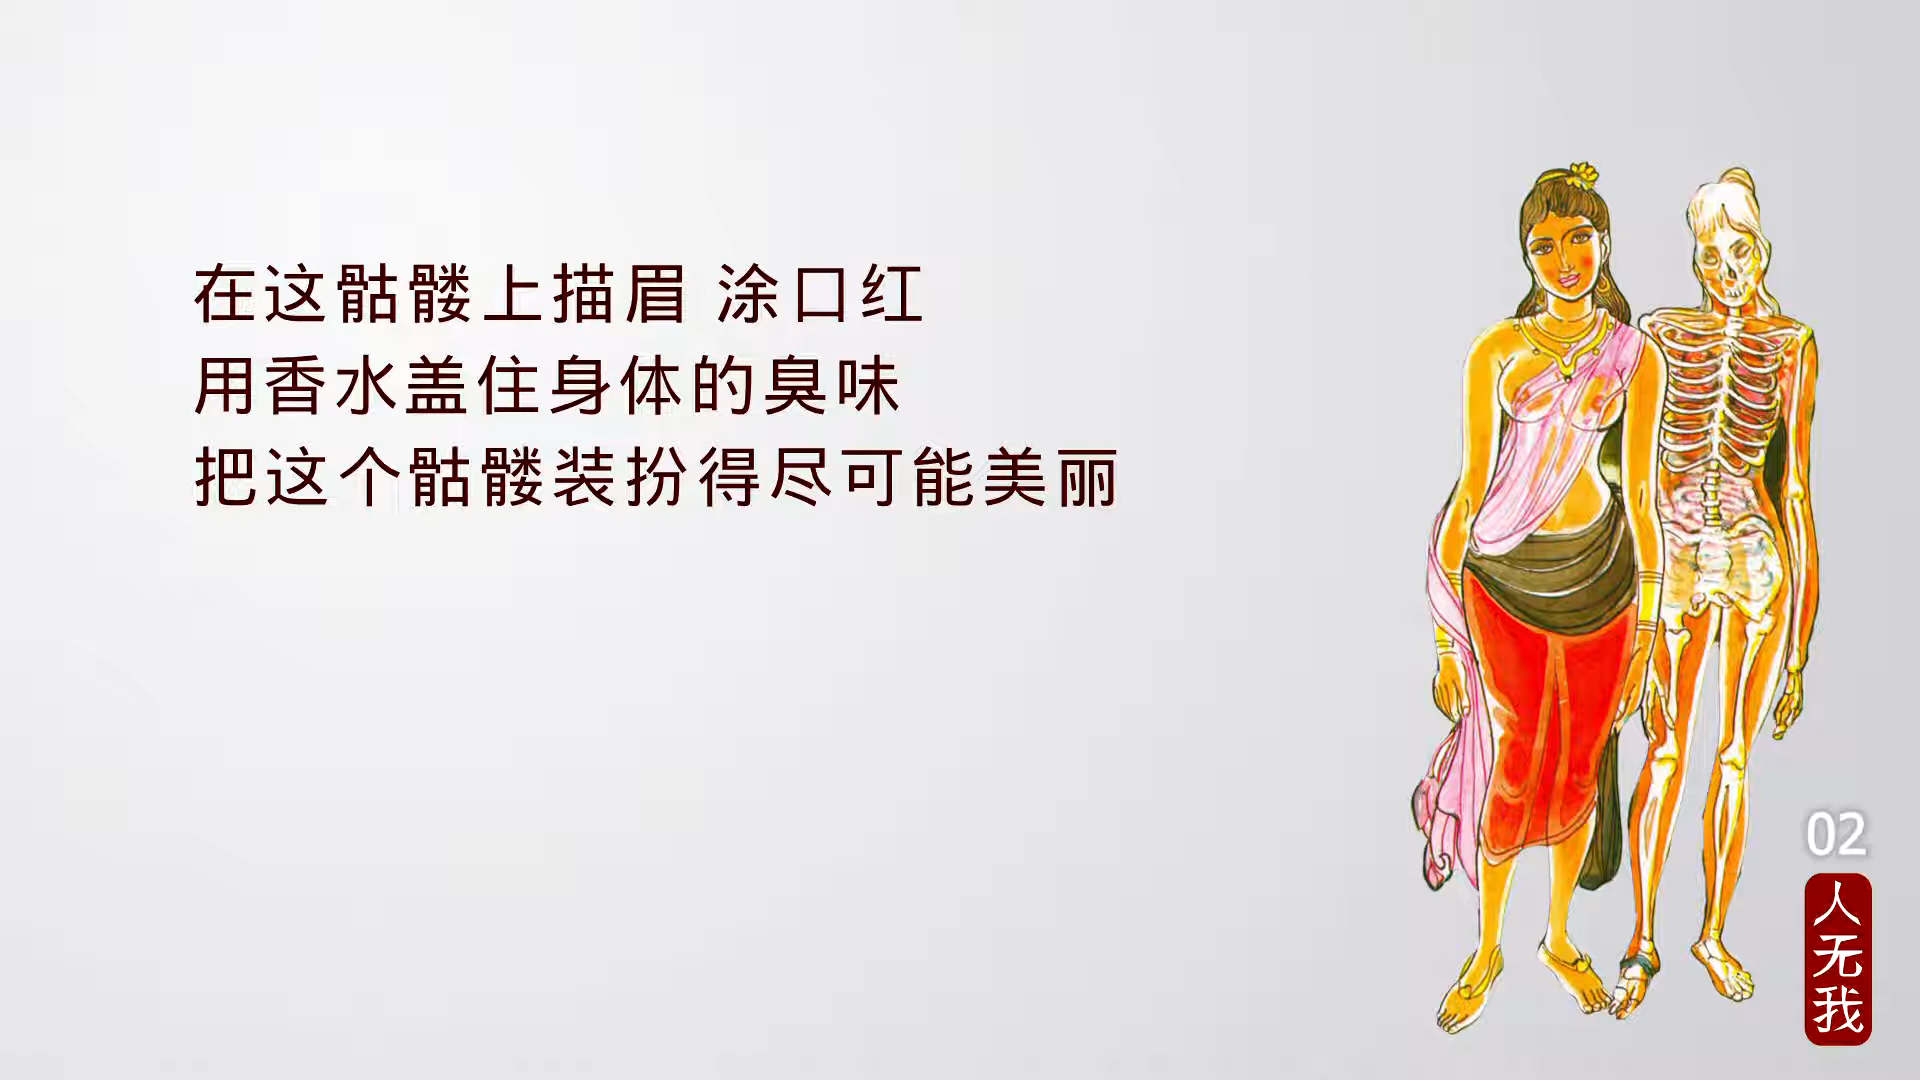 在这骷髅上描眉 涂口红
用香水盖住身体的臭味
把这个骷髅装扮得尽可能美丽
02
人无我